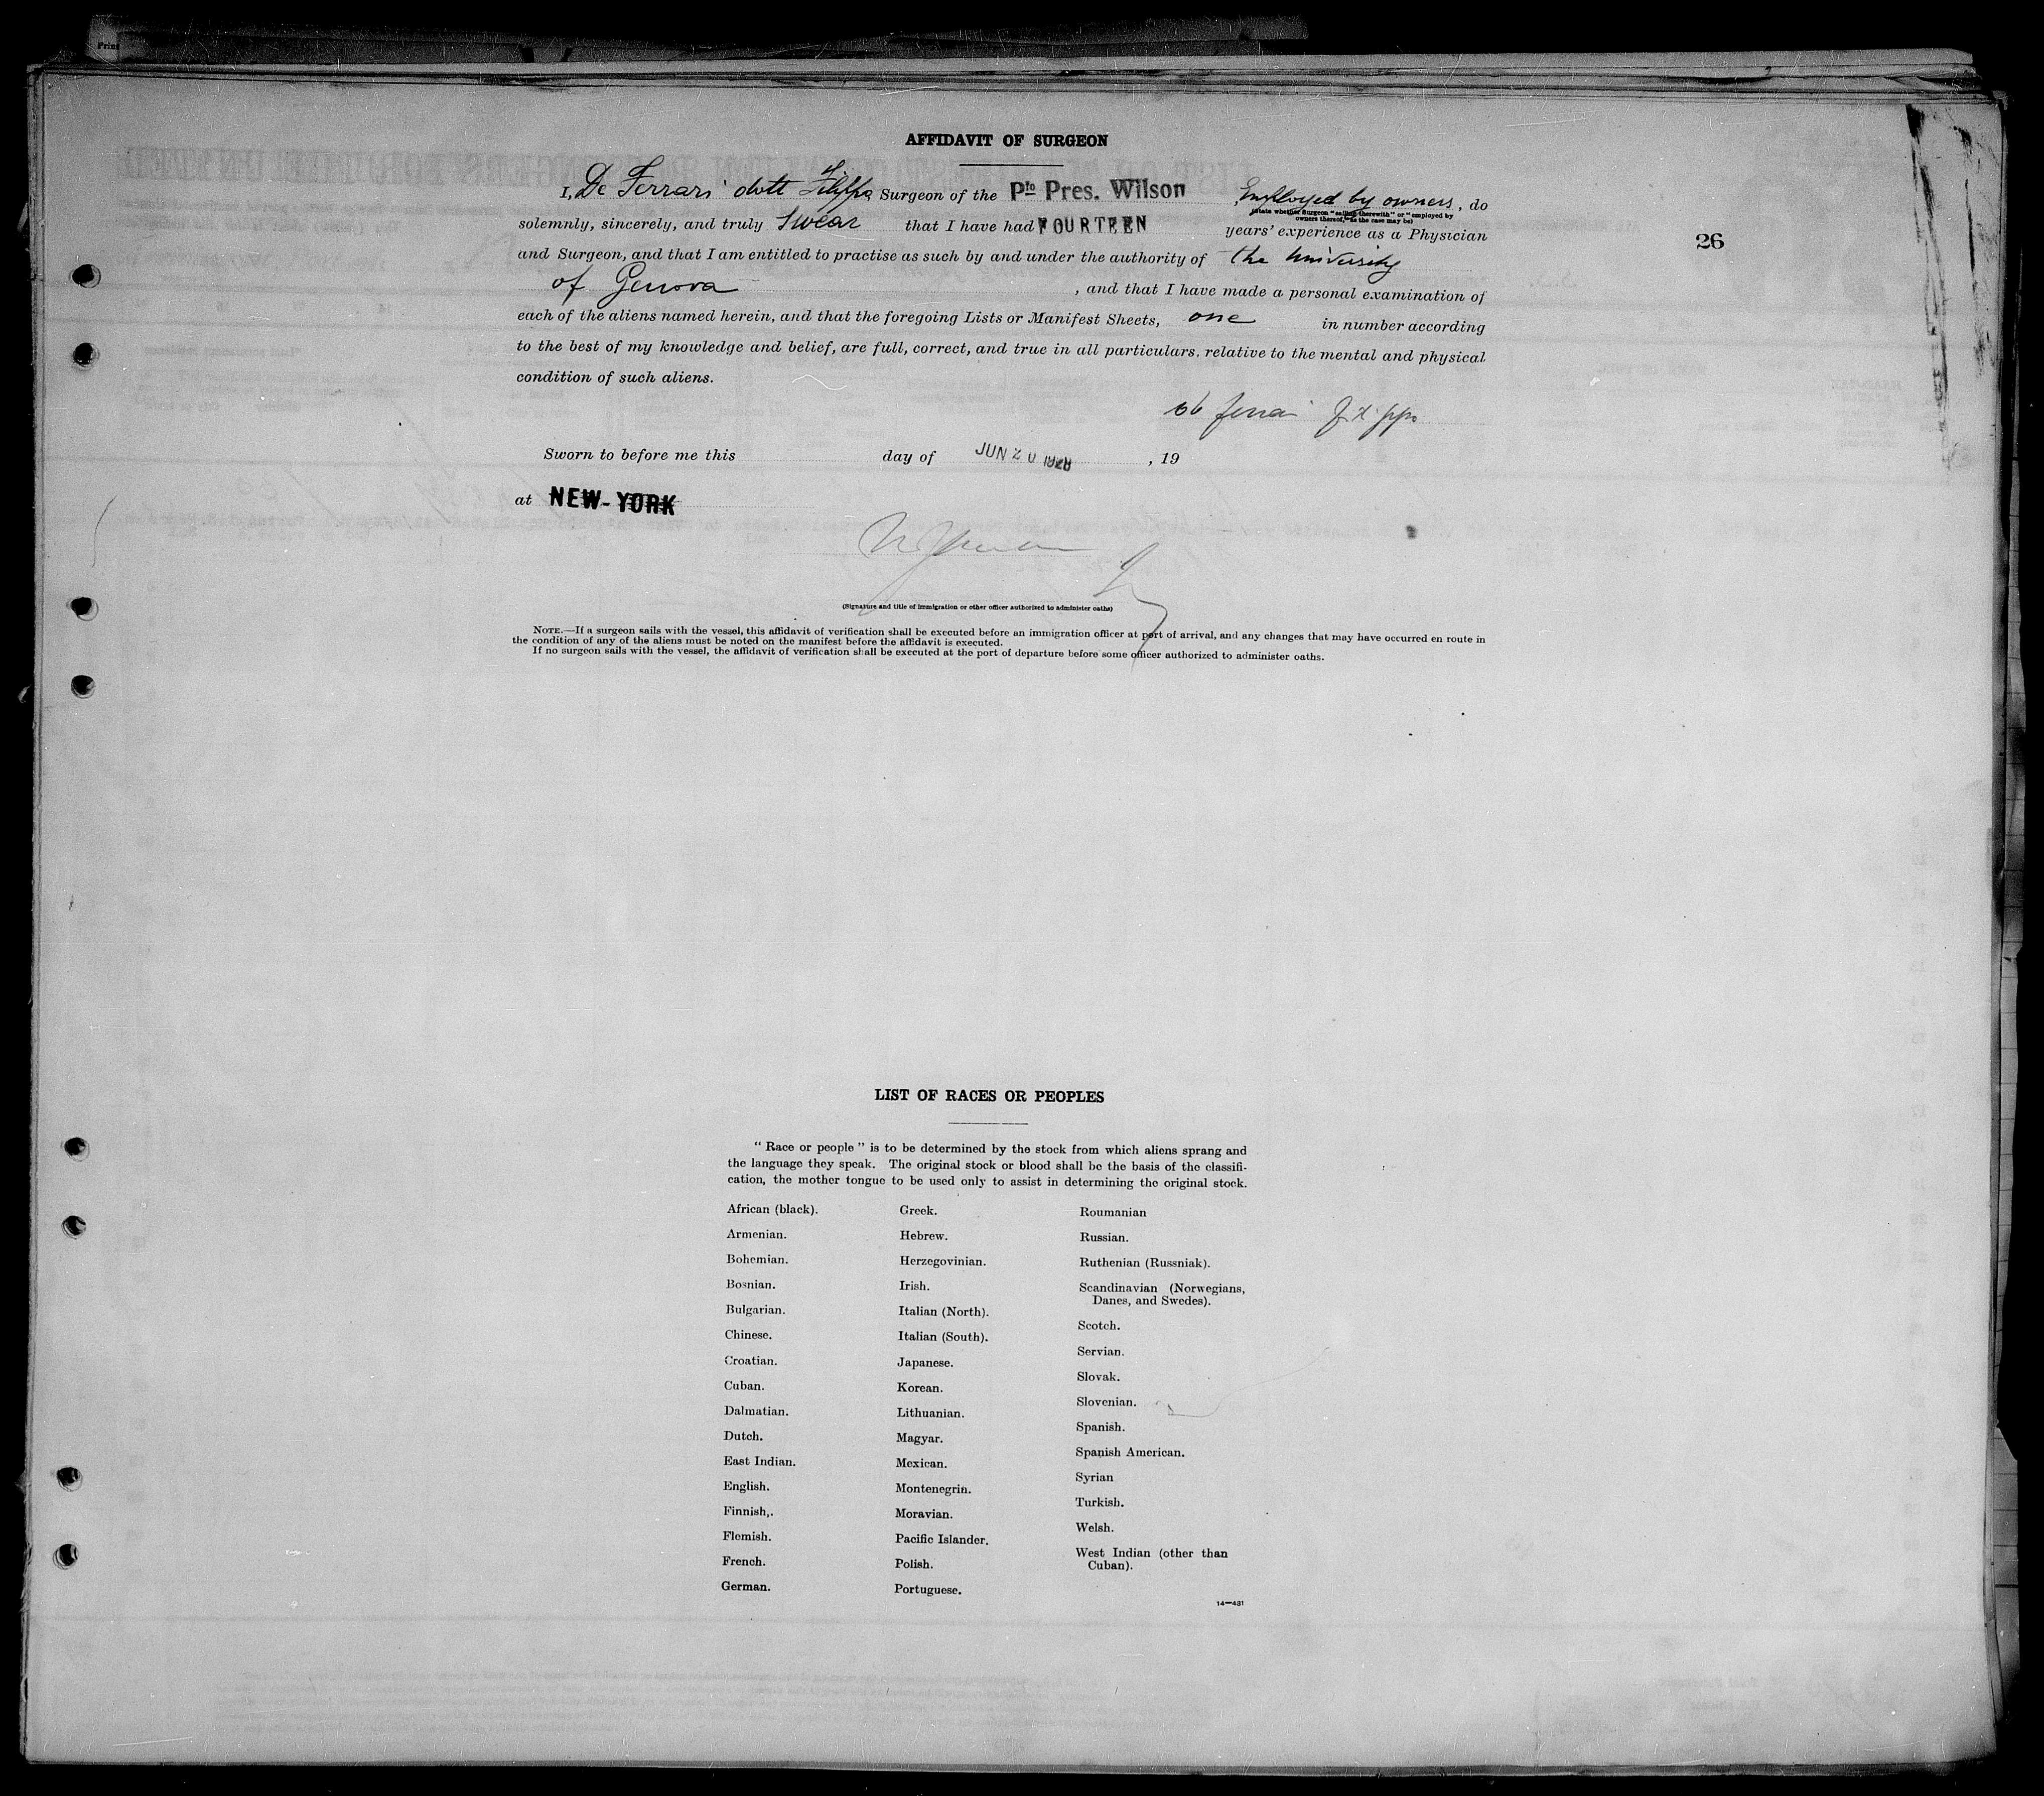 AFFIDAVIT OF SURGEON
26
I, De Ferrari dott Filippo Surgeon of the Pto Pres. Wilson Employed by owners, do
(State whether Surgeon "sailing therewith" or "employed by
owners thereof," as the case may be)
solemnly, sincerely, and truly Swear that I have had FOURTEEN years' experience as a Physician
and Surgeon, and that I am entitled to practise as such by and under the authority of the University
of Genova, and that I have made a personal examination of
each of the aliens named herein, and that the foregoing Lists or Manifest Sheets, one in number according
to the best of my knowledge and belief, are full, correct, and true in all particulars, relative to the mental and physical
condition of such aliens.
Sworn to before me this day of JUN 20 1928, 19
at NEW-YORK
(Signature and title of immigration or other officer authorized to administer oaths)
NOTE.—If a surgeon sails with the vessel, this affidavit of verification shall be executed before an immigration officer at port of arrival, and any changes that may have occurred en route in
the condition of any of the aliens must be noted on the manifest before the affidavit is executed.
If no surgeon sails with the vessel, the affidavit of verification shall be executed at the port of departure before some officer authorized to administer oaths.
LIST OF RACES OR PEOPLES
"Race or people" is to be determined by the stock from which aliens sprang and
the language they speak. The original stock or blood shall be the basis of the classifi-
cation, the mother tongue to be used only to assist in determining the original stock.
African (black).
Armenian.
Bohemian.
Bosnian.
Bulgarian.
Chinese.
Croatian.
Cuban.
Dalmatian.
Dutch.
East Indian.
English.
Finnish,.
Flemish.
French.
German.
Greek.
Hebrew.
Herzegovinian.
Irish.
Italian (North).
Italian (South).
Japanese.
Korean.
Lithuanian.
Magyar.
Mexican.
Montenegrin.
Moravian.
Pacific Islander.
Polish.
Portuguese.
Roumanian
Russian.
Ruthenian (Russniak).
Scandinavian (Norwegians,
Danes, and Swedes).
Scotch.
Servian.
Slovak.
Slovenian.
Spanish.
Spanish American.
Syrian
Turkish.
Welsh.
West Indian (other than
Cuban).
14—431